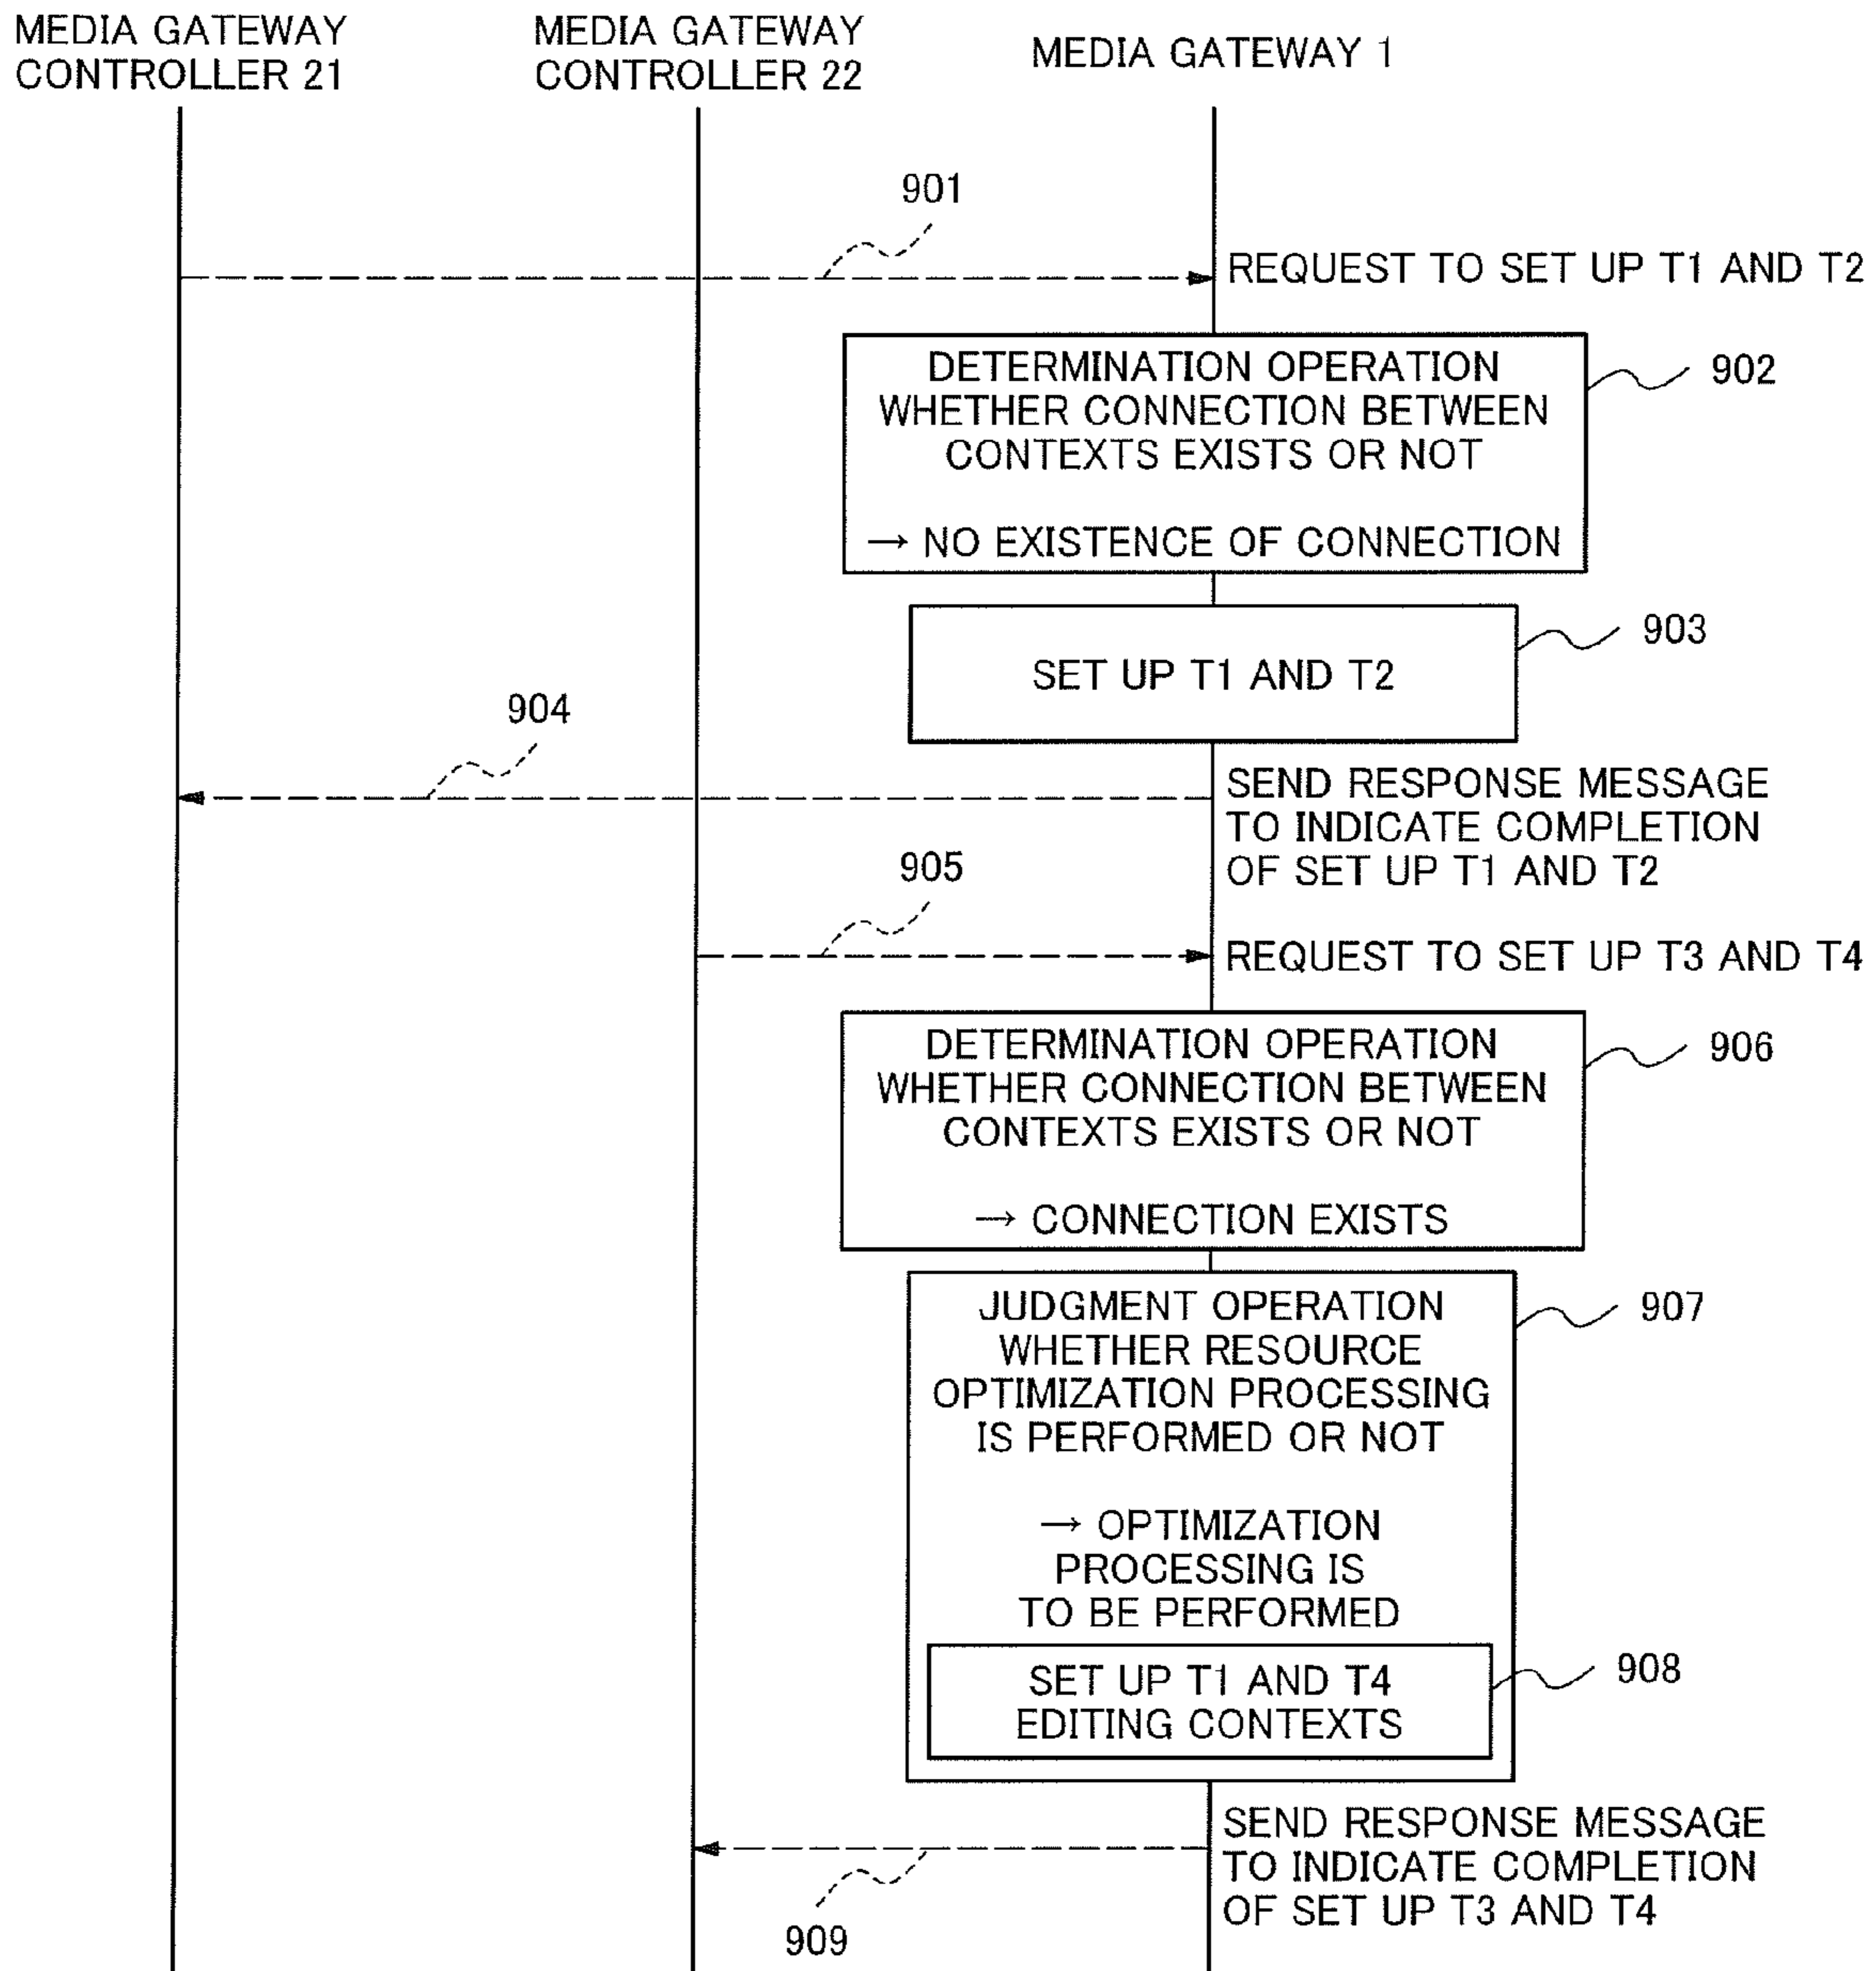 MEDIA GATEWAY
CONTROLLER 21
MEDIA GATEWAY
CONTROLLER 22
MEDIA GATEWAY 1
901
REQUEST TO SET UP T1 AND T2
DETERMINATION OPERATION
WHETHER CONNECTION BETWEEN
CONTEXTS EXISTS OR NOT
→ NO EXISTENCE OF CONNECTION
902
SET UP T1 AND T2
903
904
SEND RESPONSE MESSAGE
TO INDICATE COMPLETION
OF SET UP T1 AND T2
905
REQUEST TO SET UP T3 AND T4
DETERMINATION OPERATION
WHETHER CONNECTION BETWEEN
CONTEXTS EXISTS OR NOT
→ CONNECTION EXISTS
906
JUDGMENT OPERATION
WHETHER RESOURCE
OPTIMIZATION PROCESSING
IS PERFORMED OR NOT
→ OPTIMIZATION
PROCESSING IS
TO BE PERFORMED
907
SET UP T1 AND T4
EDITING CONTEXTS
908
SEND RESPONSE MESSAGE
TO INDICATE COMPLETION
OF SET UP T3 AND T4
909